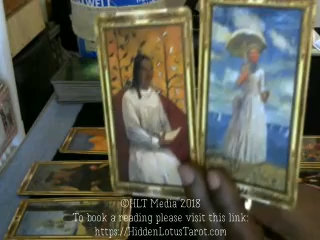 ©HLT Media 2018
To book a reading please visit this link:
https://HiddenLotusTarot.com